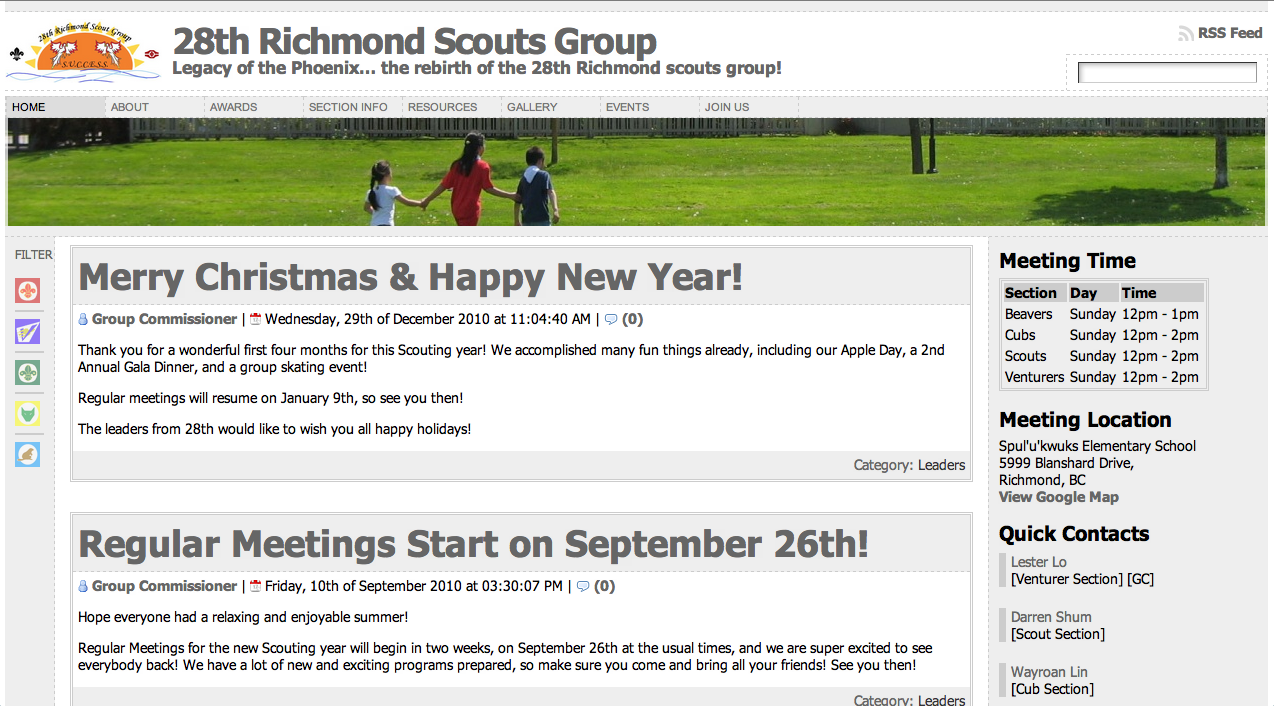 28th Richmond Scout Group
SUCCESS
28th Richmond Scouts Group
Legacy of the Phoenix... the rebirth of the 28th Richmond scouts group!
RSS Feed
HOME ABOUT AWARDS SECTION INFO RESOURCES GALLERY EVENTS JOIN US
FILTER
Merry Christmas & Happy New Year!
Group Commissioner | Wednesday, 29th of December 2010 at 11:04:40 AM | (0)
Thank you for a wonderful first four months for this Scouting year! We accomplished many fun things already, including our Apple Day, a 2nd
Annual Gala Dinner, and a group skating event!
Regular meetings will resume on January 9th, so see you then!
The leaders from 28th would like to wish you all happy holidays!
Category: Leaders
Regular Meetings Start on September 26th!
Group Commissioner | Friday, 10th of September 2010 at 03:30:07 PM | (0)
Hope everyone had a relaxing and enjoyable summer!
Regular Meetings for the new Scouting year will begin in two weeks, on September 26th at the usual times, and we are super excited to see
everybody back! We have a lot of new and exciting programs prepared, so make sure you come and bring all your friends! See you then!
Category: Leaders
Meeting Time
Section Day Time
Beavers Sunday 12pm - 1pm
Cubs Sunday 12pm - 2pm
Scouts Sunday 12pm - 2pm
Venturers Sunday 12pm - 2pm
Meeting Location
Spul'u'kwuks Elementary School
5999 Blanshard Drive,
Richmond, BC
View Google Map
Quick Contacts
Lester Lo
[Venturer Section] [GC]
Darren Shum
[Scout Section]
Wayroan Lin
[Cub Section]